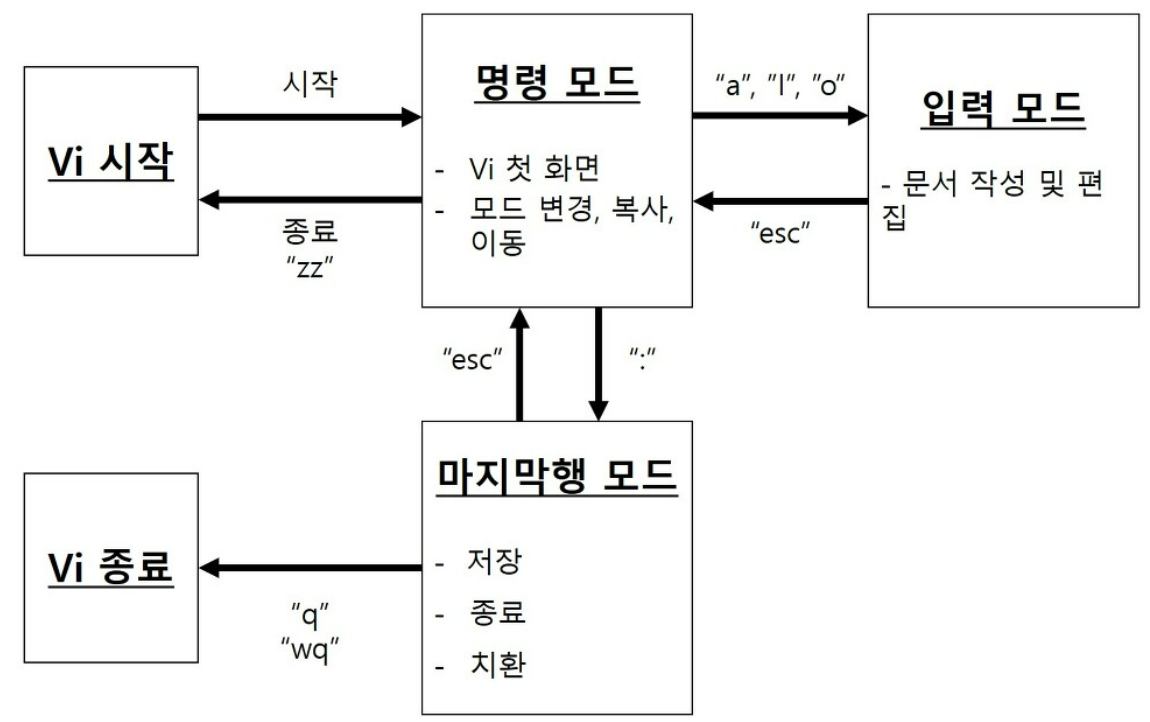 시작
Vi 시작
종료
"zz"
명령 모드
- Vi 첫 화면
- 모드 변경, 복사,
이동
"a", "l", "o"
"esc"
입력 모드
- 문서 작성 및 편
집
"esc"
":"
마지막행 모드
- 저장
- 종료
- 치환
"q"
"wq"
Vi 종료